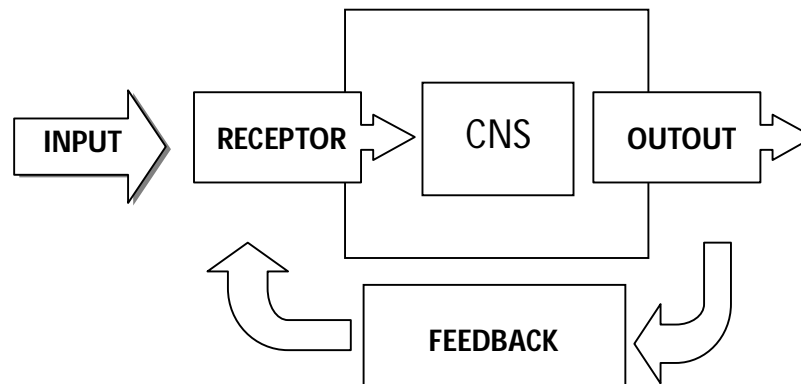 INPUT
RECEPTOR
CNS
OUTOUT
FEEDBACK